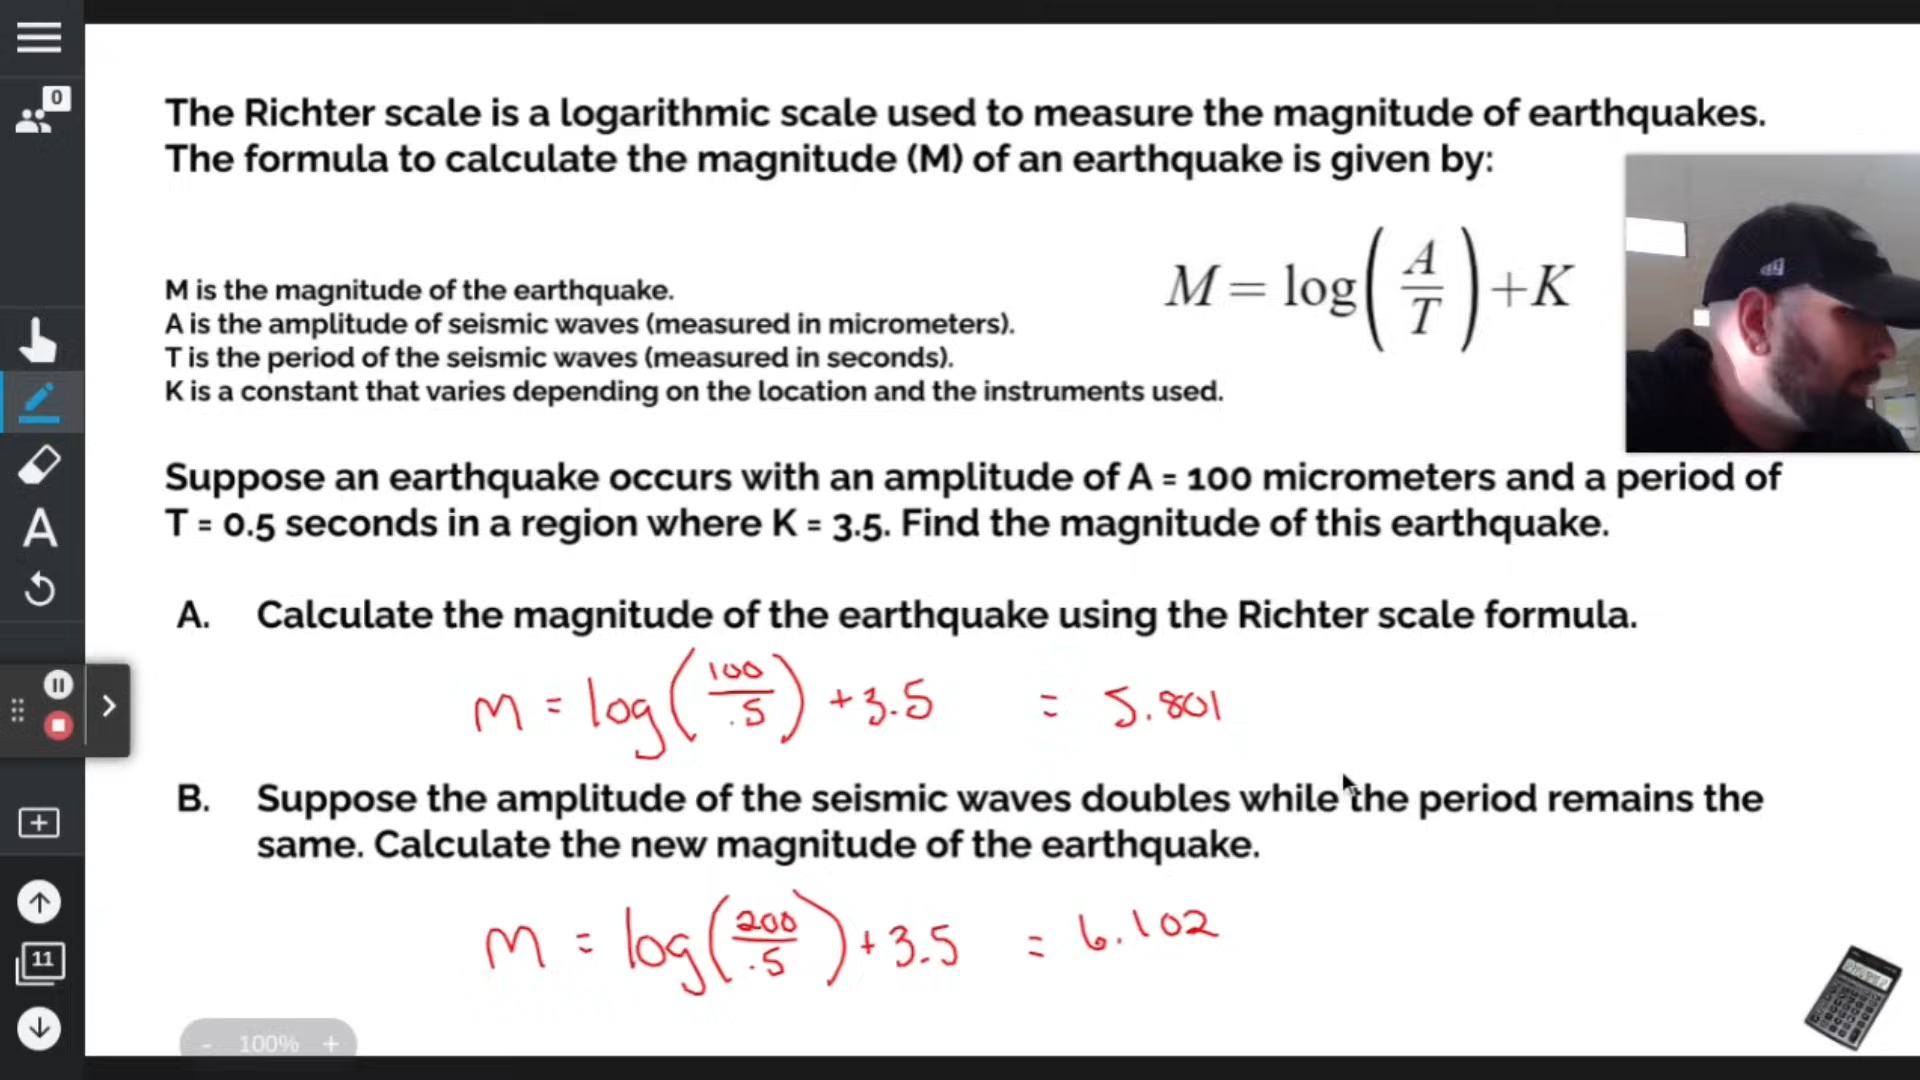 0
The Richter scale is a logarithmic scale used to measure the magnitude of earthquakes.
The formula to calculate the magnitude (M) of an earthquake is given by:
M = log(A/T) + K
M is the magnitude of the earthquake.
A is the amplitude of seismic waves (measured in micrometers).
T is the period of the seismic waves (measured in seconds).
K is a constant that varies depending on the location and the instruments used.
Suppose an earthquake occurs with an amplitude of A = 100 micrometers and a period of
T = 0.5 seconds in a region where K = 3.5. Find the magnitude of this earthquake.
A
A. Calculate the magnitude of the earthquake using the Richter scale formula.
M = log(100/.5) + 3.5 = 5.801
B. Suppose the amplitude of the seismic waves doubles while the period remains the
same. Calculate the new magnitude of the earthquake.
M = log(200/.5) + 3.5 = 6.102
11
- 100% +